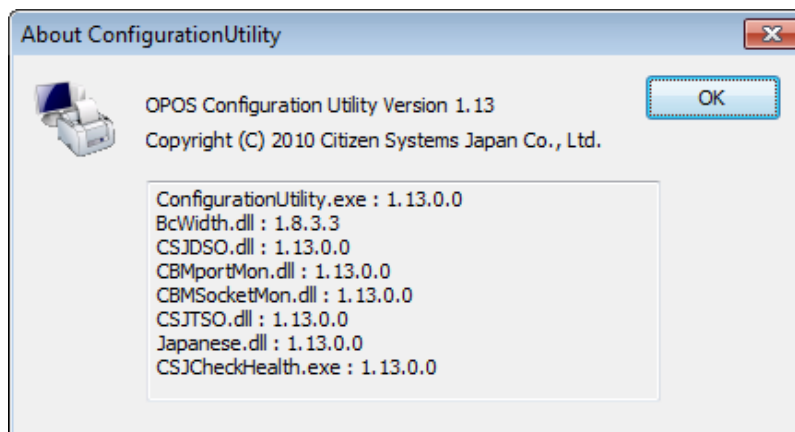 About ConfigurationUtility
OPOS Configuration Utility Version 1.13
OK
Copyright (C) 2010 Citizen Systems Japan Co., Ltd.
ConfigurationUtility.exe : 1.13.0.0
BcWidth.dll : 1.8.3.3
CSJDSO.dll : 1.13.0.0
CBMportMon.dll : 1.13.0.0
CBMSocketMon.dll : 1.13.0.0
CSJTSO.dll : 1.13.0.0
Japanese.dll : 1.13.0.0
CSJCheckHealth.exe : 1.13.0.0